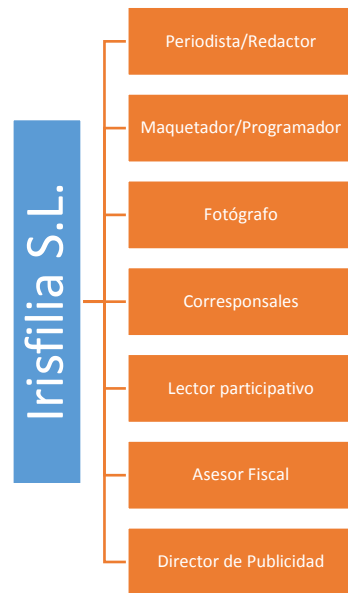 Irisfilia S.L.
Periodista/Redactor
Maquetador/Programador
Fotógrafo
Corresponsales
Lector participativo
Asesor Fiscal
Director de Publicidad